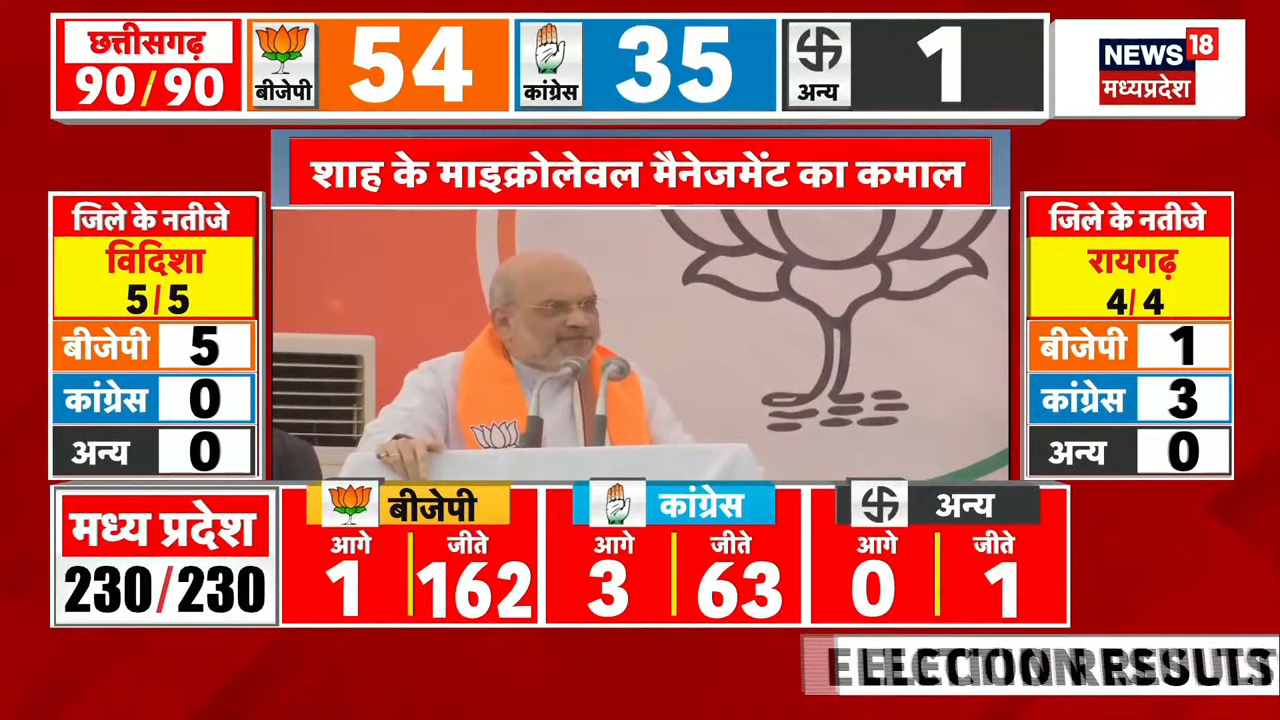 छत्तीसगढ़
90/90
बीजेपी
54
कांग्रेस
35
अन्य
1
NEWS 18
मध्यप्रदेश
शाह के माइक्रोलेवल मैनेजमेंट का कमाल
जिले के नतीजे
विदिशा
5/5
बीजेपी 5
कांग्रेस 0
अन्य 0
जिले के नतीजे
रायगढ़
4/4
बीजेपी 1
कांग्रेस 3
अन्य 0
मध्य प्रदेश
230/230
बीजेपी
आगे जीते
1 162
कांग्रेस
आगे जीते
3 63
अन्य
आगे जीते
0 1